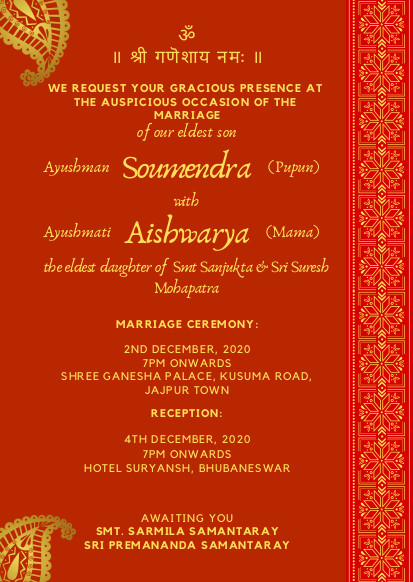 ॐ
॥ श्री गणेशाय नमः ॥
WE REQUEST YOUR GRACIOUS PRESENCE AT
THE AUSPICIOUS OCCASION OF THE
MARRIAGE
of our eldest son
Ayushman Soumendra (Pupun)
with
Ayushmati Aishwarya (Mama)
the eldest daughter of Smt Sanjukta & Sri Suresh
Mohapatra
MARRIAGE CEREMONY:
2ND DECEMBER, 2020
7PM ONWARDS
SHREE GANESHA PALACE, KUSUMA ROAD,
JAJPUR TOWN
RECEPTION:
4TH DECEMBER, 2020
7PM ONWARDS
HOTEL SURYANSH, BHUBANESWAR
AWAITING YOU
SMT. SARMILA SAMANTARAY
SRI PREMANANDA SAMANTARAY